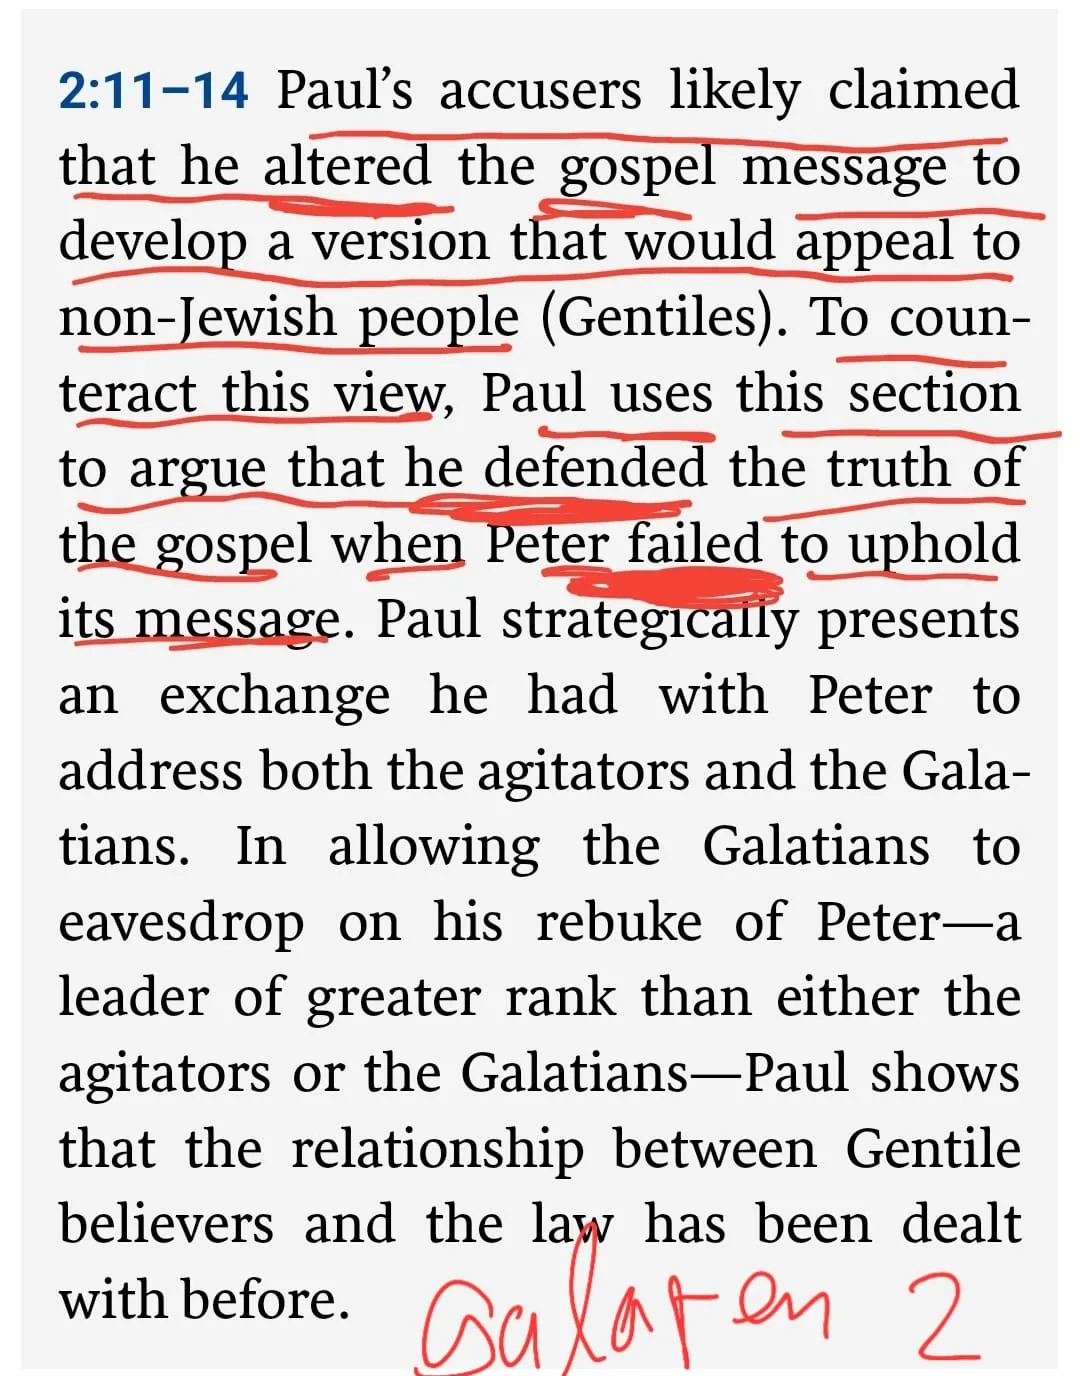 2:11–14 Paul’s accusers likely claimed
that he altered the gospel message to
develop a version that would appeal to
non-Jewish people (Gentiles). To coun-
teract this view, Paul uses this section
to argue that he defended the truth of
the gospel when Peter failed to uphold
its message. Paul strategically presents
an exchange he had with Peter to
address both the agitators and the Gala-
tians. In allowing the Galatians to
eavesdrop on his rebuke of Peter—a
leader of greater rank than either the
agitators or the Galatians—Paul shows
that the relationship between Gentile
believers and the law has been dealt
with before.
Galaten 2